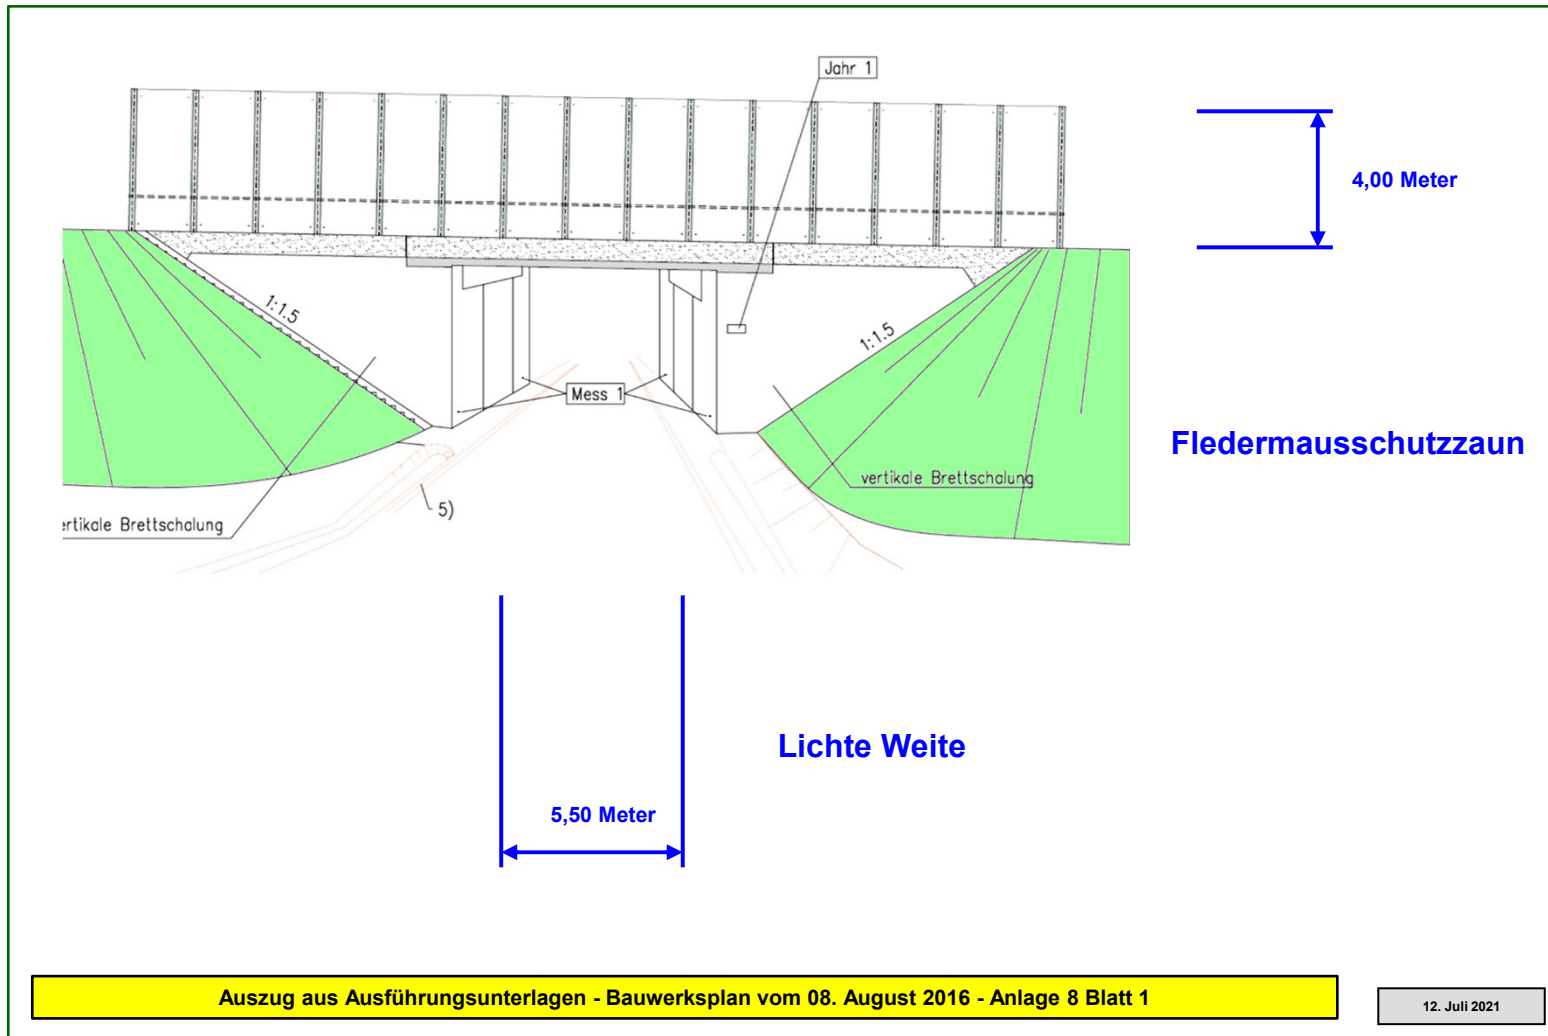 Jahr 1
4,00 Meter
1:1.5
1:1.5
Mess 1
Fledermausschutzzaun
vertikale Brettschalung
5)
ertikale Brettschalung
Lichte Weite
5,50 Meter
Auszug aus Ausführungsunterlagen - Bauwerksplan vom 08. August 2016 - Anlage 8 Blatt 1
12. Juli 2021